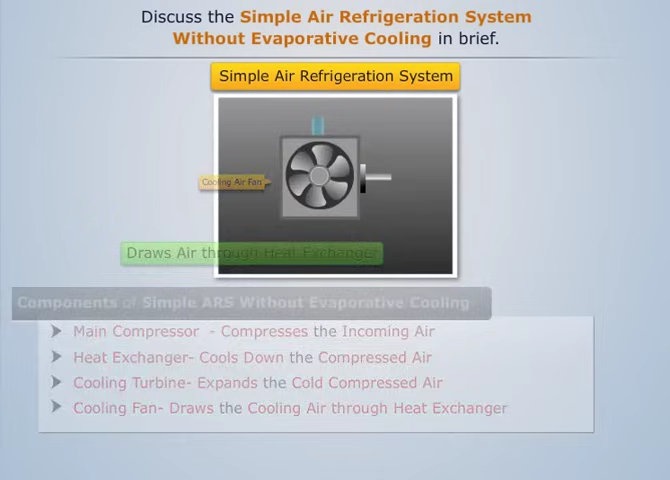 Discuss the Simple Air Refrigeration System
Without Evaporative Cooling in brief.
Simple Air Refrigeration System
Cooling Air Fan
Draws Air through Heat Exchanger
Components of Simple ARS Without Evaporative Cooling
Main Compressor - Compresses the Incoming Air
Heat Exchanger- Cools Down the Compressed Air
Cooling Turbine- Expands the Cold Compressed Air
Cooling Fan- Draws the Cooling Air through Heat Exchanger